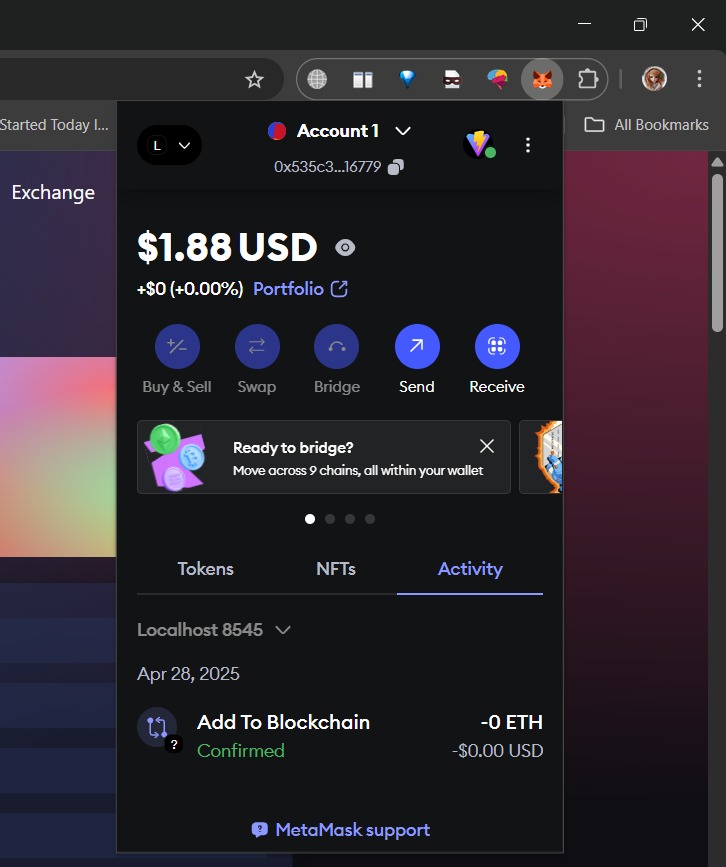 Started Today I...
All Bookmarks
Exchange
L
Account 1
0x535c3...16779
$1.88 USD
+$0 (+0.00%) Portfolio
+/-
Buy & Sell
Swap
Bridge
Send
Receive
Ready to bridge?
Move across 9 chains, all within your wallet
Tokens
NFTs
Activity
Localhost 8545
Apr 28, 2025
Add To Blockchain
-0 ETH
?
Confirmed
-$0.00 USD
? MetaMask support